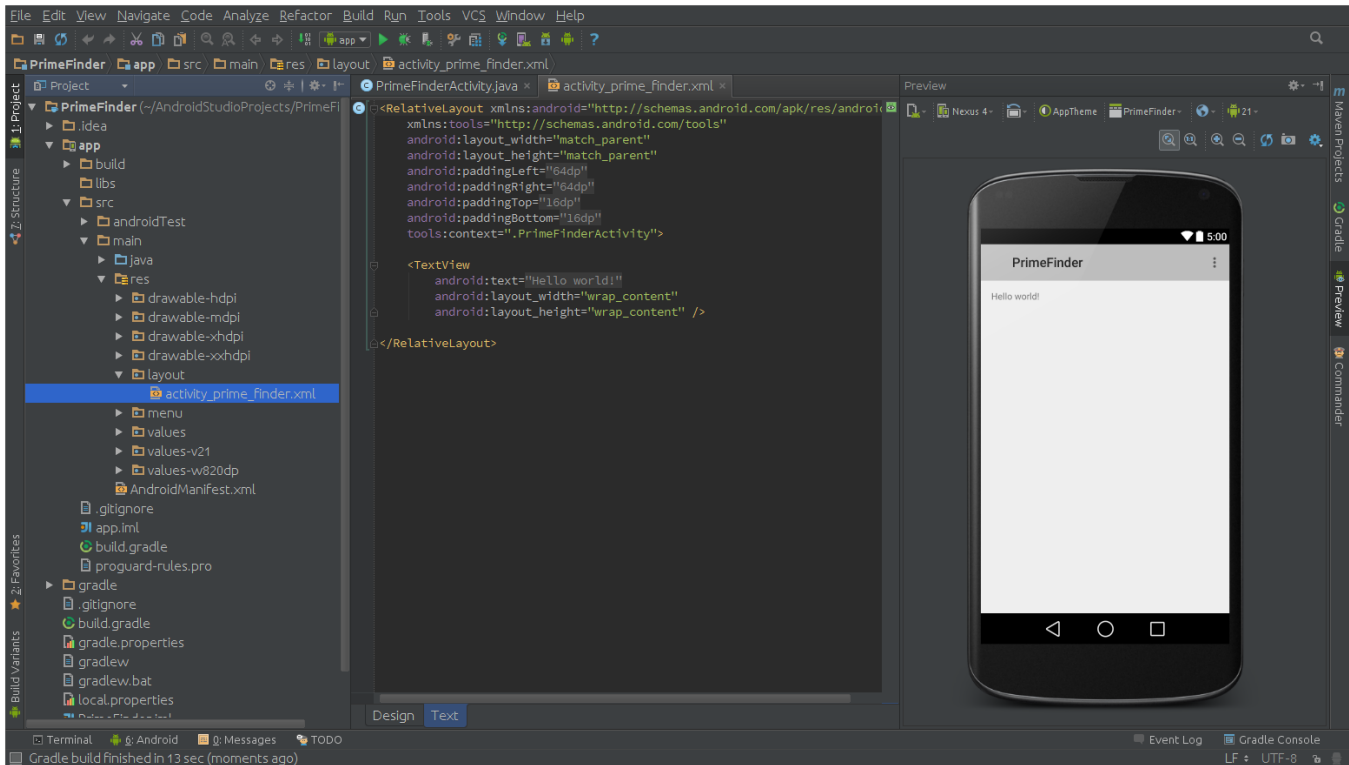 File Edit View Navigate Code Analyze Refactor Build Run Tools VCS Window Help
app
PrimeFinder app src main res layout activity_prime_finder.xml
Project
PrimeFinder (~/AndroidStudioProjects/PrimeFi
.idea
app
build
libs
src
androidTest
main
java
res
drawable-hdpi
drawable-mdpi
drawable-xhdpi
drawable-xxhdpi
layout
activity_prime_finder.xml
menu
values
values-v21
values-w820dp
AndroidManifest.xml
.gitignore
app.iml
build.gradle
proguard-rules.pro
gradle
.gitignore
build.gradle
gradle.properties
gradlew
gradlew.bat
local.properties
PrimeFinder.iml
1: Project
Z: Structure
2: Favorites
Build Variants
PrimeFinderActivity.java × activity_prime_finder.xml ×
<RelativeLayout xmlns:android="http://schemas.android.com/apk/res/androi
xmlns:tools="http://schemas.android.com/tools"
android:layout_width="match_parent"
android:layout_height="match_parent"
android:paddingLeft="64dp"
android:paddingRight="64dp"
android:paddingTop="16dp"
android:paddingBottom="16dp"
tools:context=".PrimeFinderActivity">
<TextView
android:text="Hello world!"
android:layout_width="wrap_content"
android:layout_height="wrap_content" />
</RelativeLayout>
Design Text
Preview
Nexus 4 AppTheme PrimeFinder 21
5:00
PrimeFinder
Hello world!
Maven Projects
Gradle
Preview
Commander
Terminal 6: Android 0: Messages TODO Event Log Gradle Console
Gradle build finished in 13 sec (moments ago) LF UTF-8